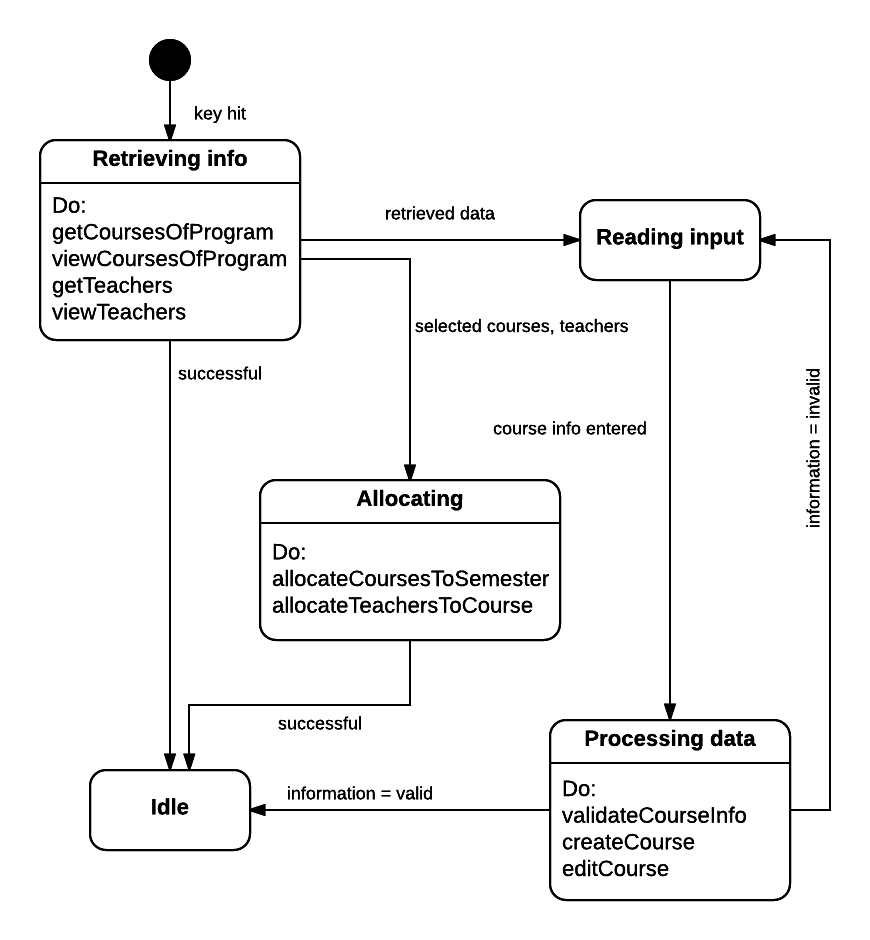 key hit
Retrieving info
Do:
getCoursesOfProgram
viewCoursesOfProgram
getTeachers
viewTeachers
retrieved data
Reading input
selected courses, teachers
successful
course info entered
information = invalid
Allocating
Do:
allocateCoursesToSemester
allocateTeachersToCourse
successful
Processing data
Do:
validateCourseInfo
createCourse
editCourse
information = valid
Idle